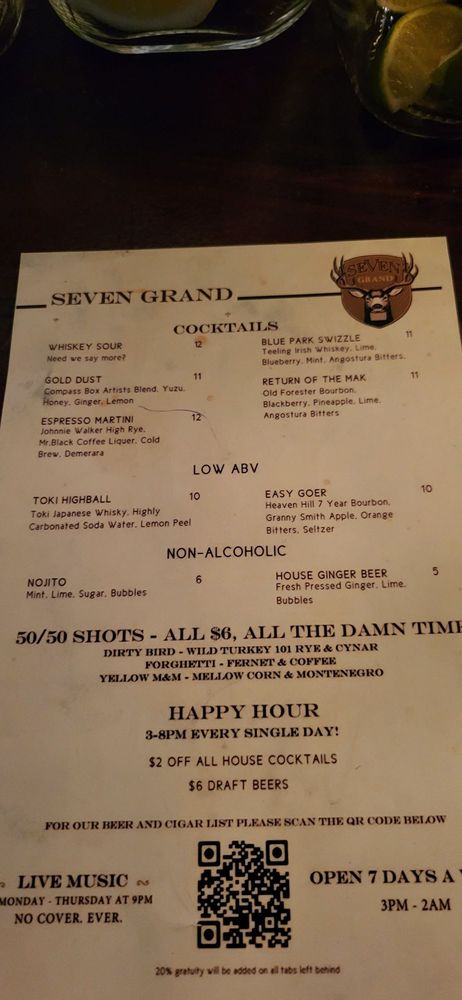 SEVEN GRAND
SEVEN
GRAND
COCKTAILS
WHISKEY SOUR 12
Need we say more?
GOLD DUST 11
Compass Box Artists Blend, Yuzu,
Honey, Ginger, Lemon
ESPRESSO MARTINI 12
Johnnie Walker High Rye,
Mr.Black Coffee Liquer, Cold
Brew, Demerara
BLUE PARK SWIZZLE 11
Teeling Irish Whiskey, Lime,
Blueberry, Mint, Angostura Bitters,
RETURN OF THE MAK 11
Old Forester Bourbon,
Blackberry, Pineapple, Lime,
Angostura Bitters
LOW ABV
TOKI HIGHBALL 10
Toki Japanese Whisky, Highly
Carbonated Soda Water, Lemon Peel
EASY GOER 10
Heaven Hill 7 Year Bourbon,
Granny Smith Apple, Orange
Bitters, Seltzer
NON-ALCOHOLIC
NOJITO 6
Mint, Lime, Sugar, Bubbles
HOUSE GINGER BEER 5
Fresh Pressed Ginger, Lime,
Bubbles
50/50 SHOTS - ALL $6, ALL THE DAMN TIME
DIRTY BIRD - WILD TURKEY 101 RYE & CYNAR
FORGHETTI - FERNET & COFFEE
YELLOW M&M - MELLOW CORN & MONTENEGRO
HAPPY HOUR
3-8PM EVERY SINGLE DAY!
$2 OFF ALL HOUSE COCKTAILS
$6 DRAFT BEERS
FOR OUR BEER AND CIGAR LIST PLEASE SCAN THE QR CODE BELOW
LIVE MUSIC
MONDAY - THURSDAY AT 9PM
NO COVER. EVER.
OPEN 7 DAYS A
3PM - 2AM
20% gratuity will be added on all tabs left behind